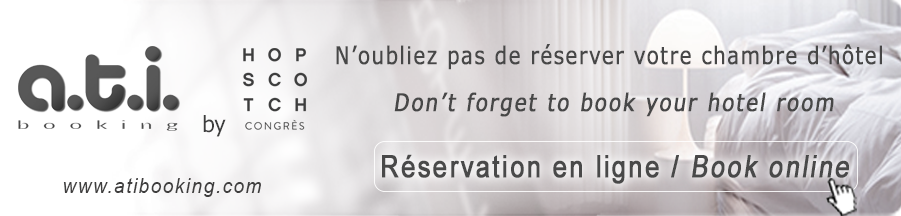 a.t.i.
booking by
HOP
SCO
TCH
CONGRÈS
www.atibooking.com
N'oubliez pas de réserver votre chambre d'hôtel
Don't forget to book your hotel room
Réservation en ligne / Book online